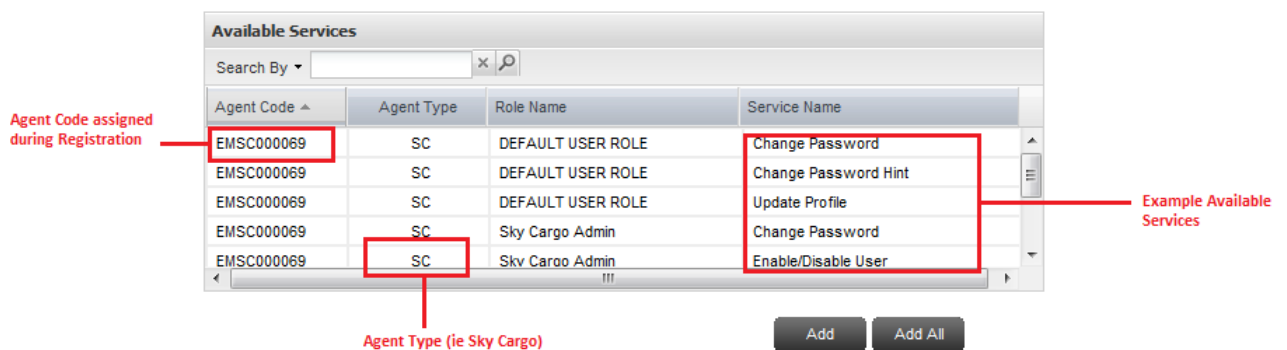 Available Services
Search By
Agent Code Agent Type Role Name Service Name
Agent Code assigned
during Registration
EMSC000069 SC DEFAULT USER ROLE Change Password
EMSC000069 SC DEFAULT USER ROLE Change Password Hint
EMSC000069 SC DEFAULT USER ROLE Update Profile
Example Available
Services
EMSC000069 SC Sky Cargo Admin Change Password
EMSC000069 SC Sky Cargo Admin Enable/Disable User
Agent Type (ie Sky Cargo)
Add Add All